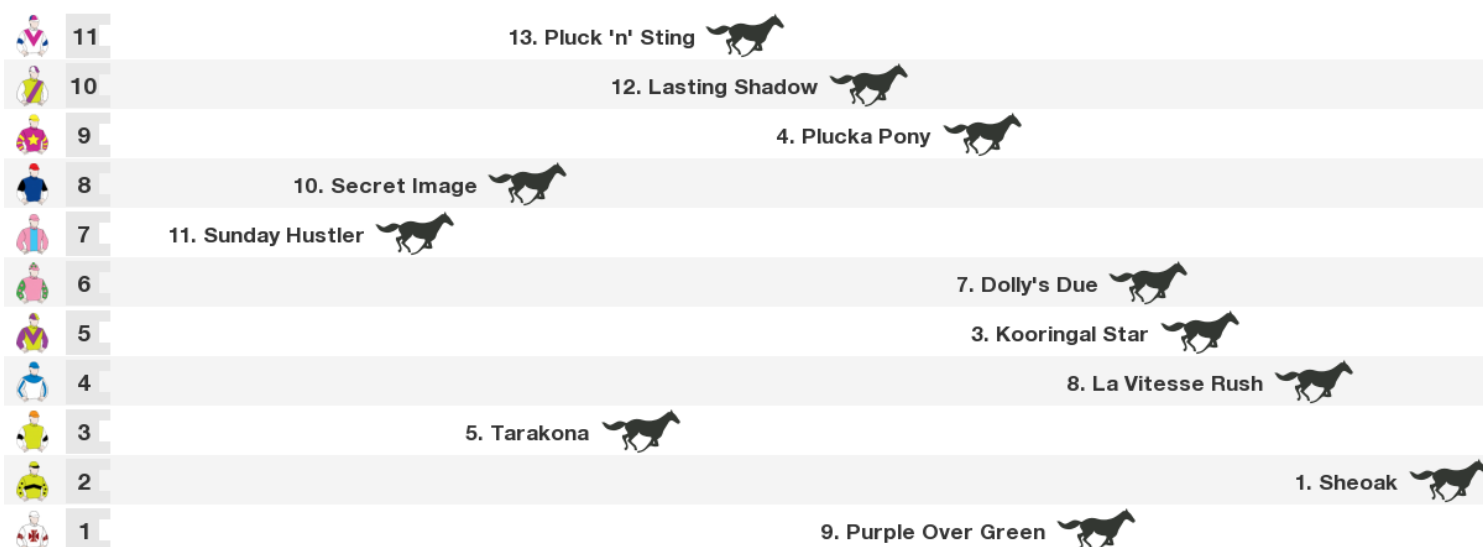 11 13. Pluck 'n' Sting
10 12. Lasting Shadow
9 4. Plucka Pony
8 10. Secret Image
7 11. Sunday Hustler
6 7. Dolly's Due
5 3. Kooringal Star
4 8. La Vitesse Rush
3 5. Tarakona
2 1. Sheoak
1 9. Purple Over Green